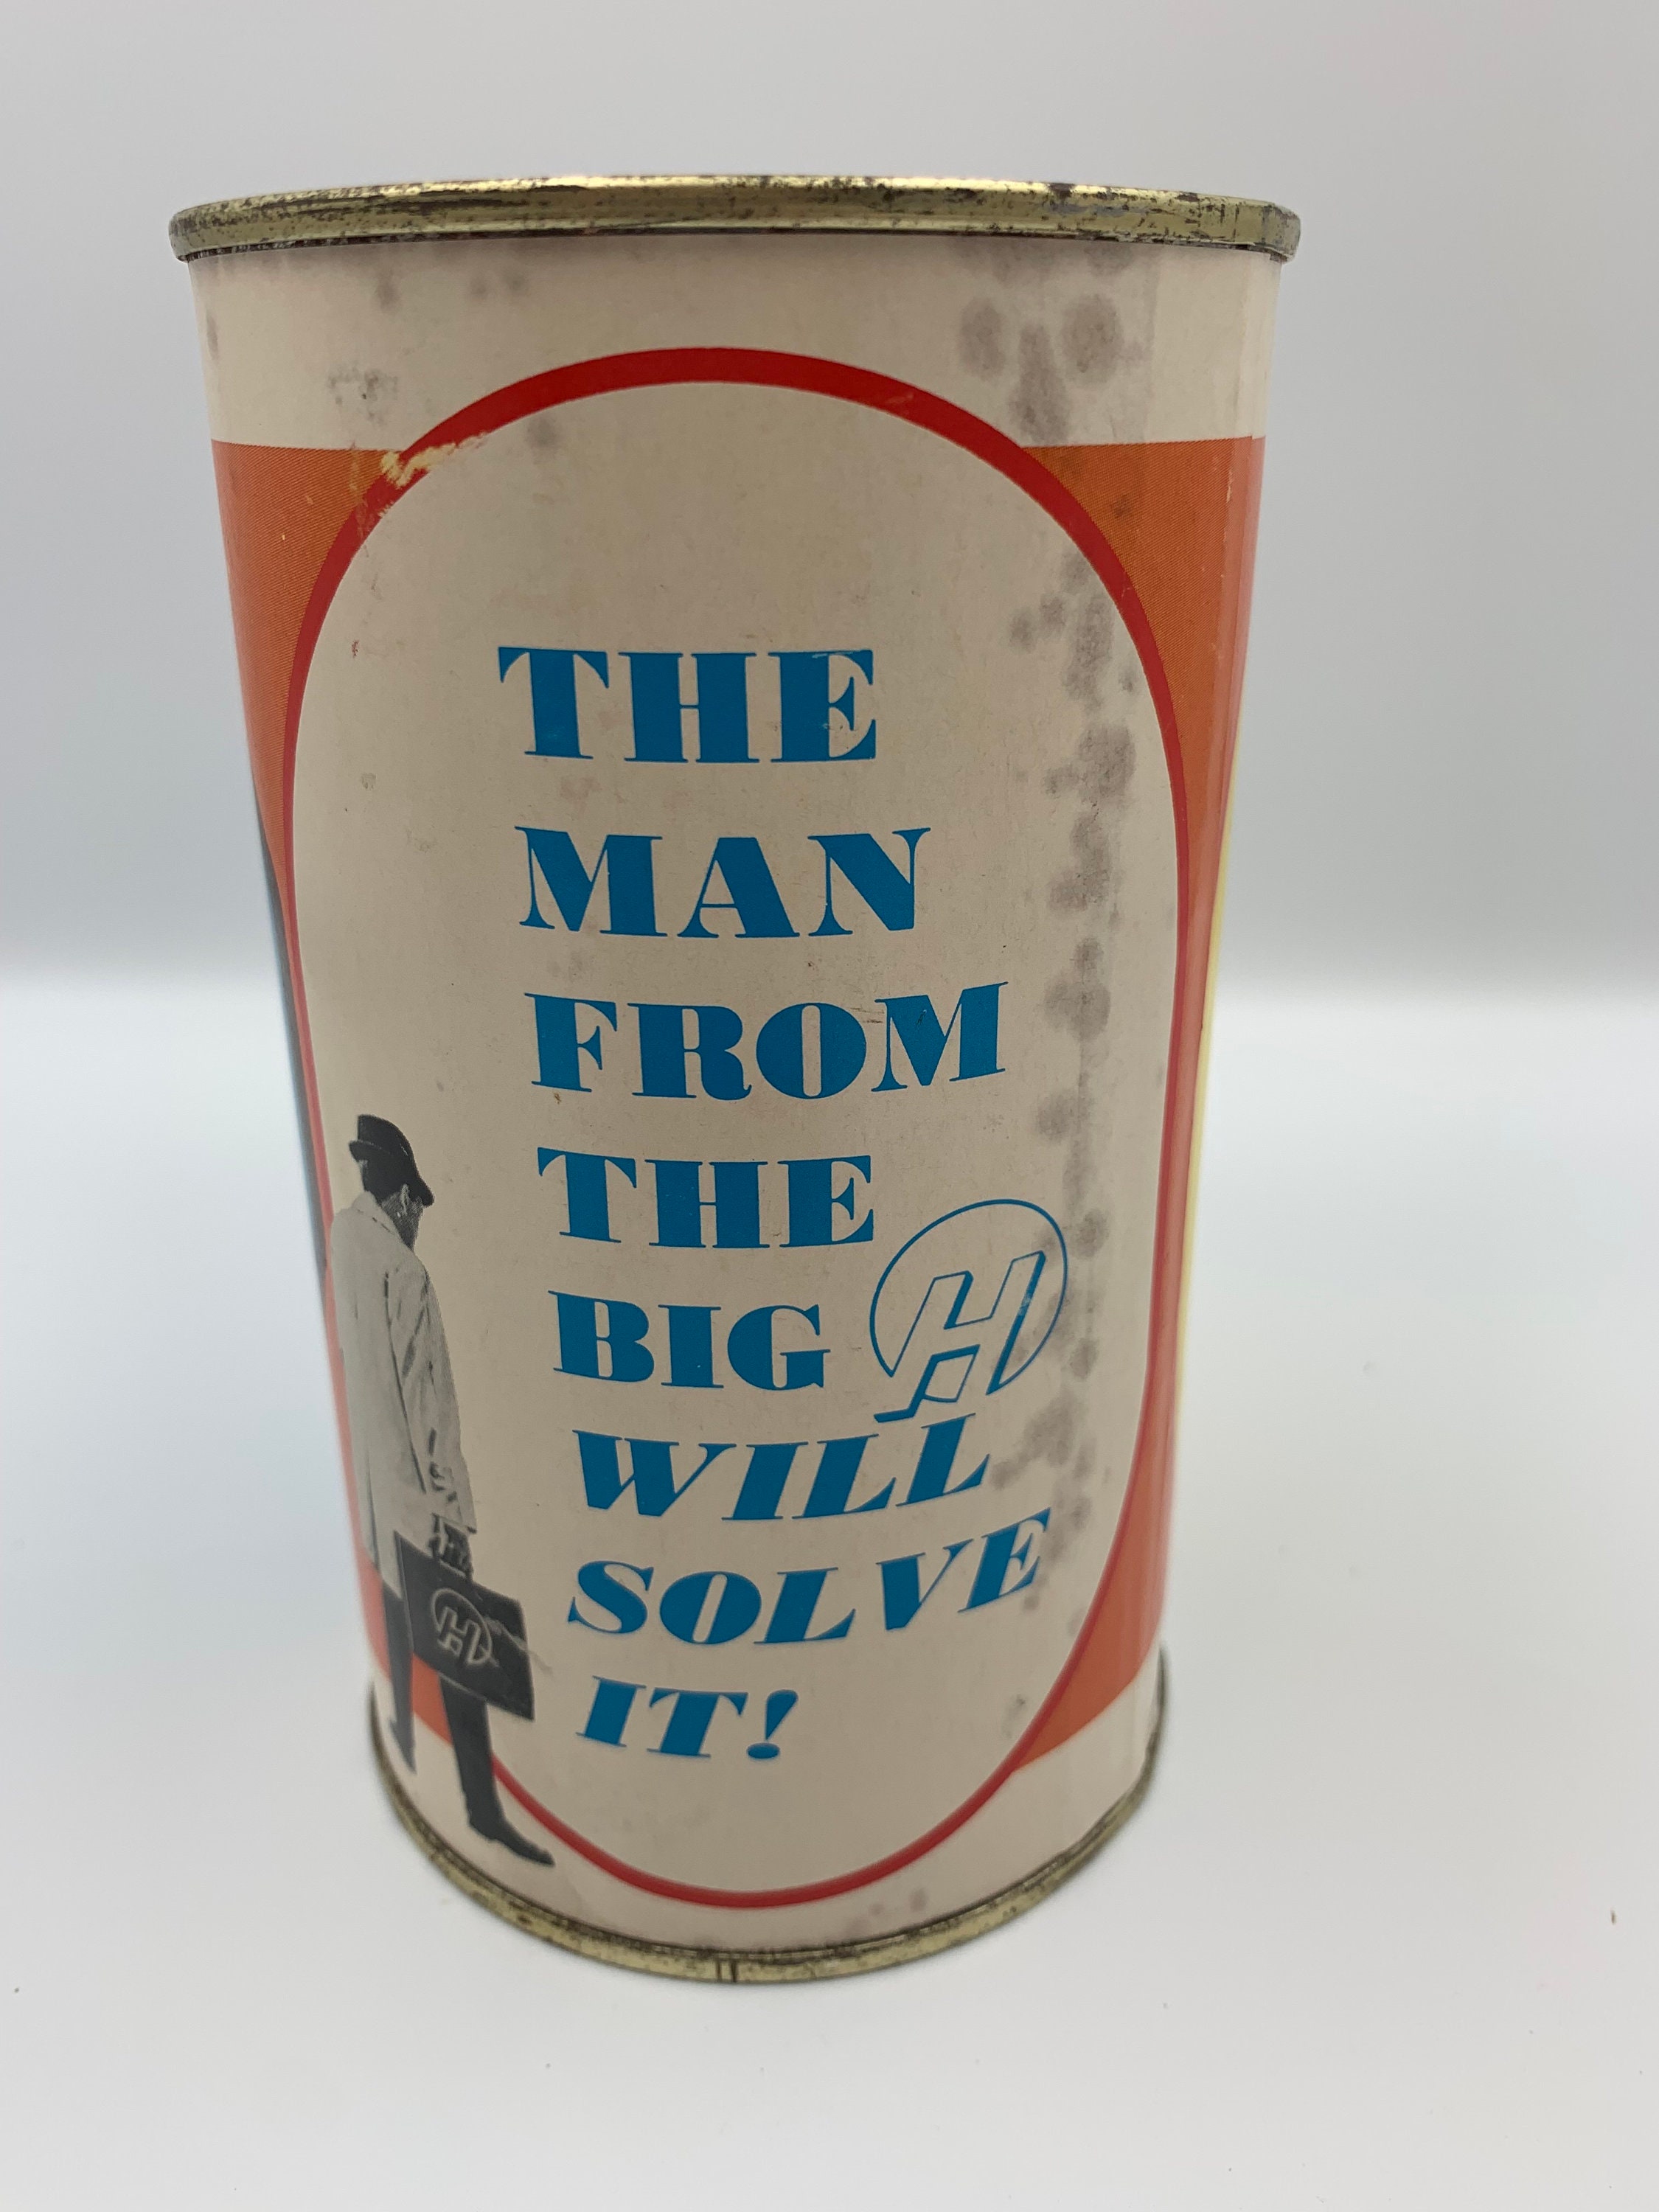 THE
MAN
FROM
THE
BIG H
WILL
SOLVE
IT!
H